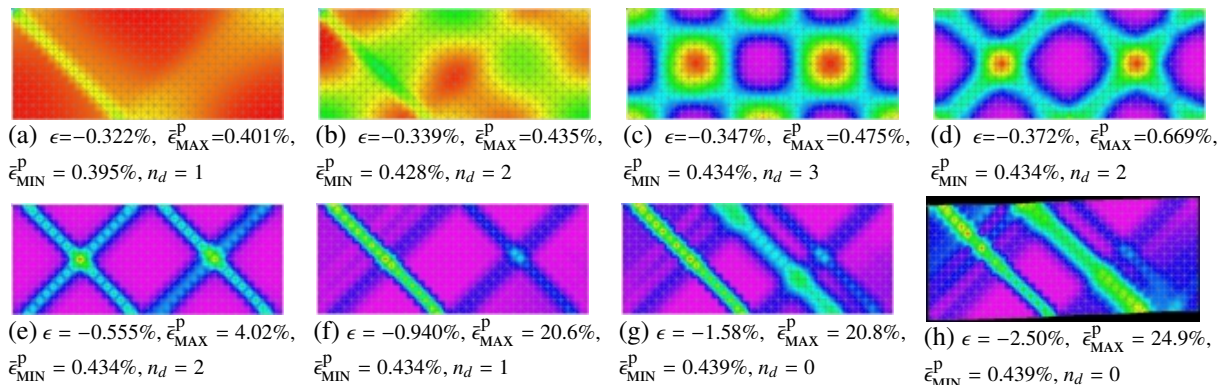 (a) ϵ=−0.322%, ϵ̄ᵖ_MAX=0.401%,
ϵ̄ᵖ_MIN = 0.395%, n_d = 1
(b) ϵ=−0.339%, ϵ̄ᵖ_MAX=0.435%,
ϵ̄ᵖ_MIN = 0.428%, n_d = 2
(c) ϵ=−0.347%, ϵ̄ᵖ_MAX=0.475%,
ϵ̄ᵖ_MIN = 0.434%, n_d = 3
(d) ϵ=−0.372%, ϵ̄ᵖ_MAX=0.669%,
ϵ̄ᵖ_MIN = 0.434%, n_d = 2
(e) ϵ = −0.555%, ϵ̄ᵖ_MAX = 4.02%,
ϵ̄ᵖ_MIN = 0.434%, n_d = 2
(f) ϵ = −0.940%, ϵ̄ᵖ_MAX = 20.6%,
ϵ̄ᵖ_MIN = 0.434%, n_d = 1
(g) ϵ = −1.58%, ϵ̄ᵖ_MAX = 20.8%,
ϵ̄ᵖ_MIN = 0.439%, n_d = 0
(h) ϵ = −2.50%, ϵ̄ᵖ_MAX = 24.9%,
ϵ̄ᵖ_MIN = 0.439%, n_d = 0